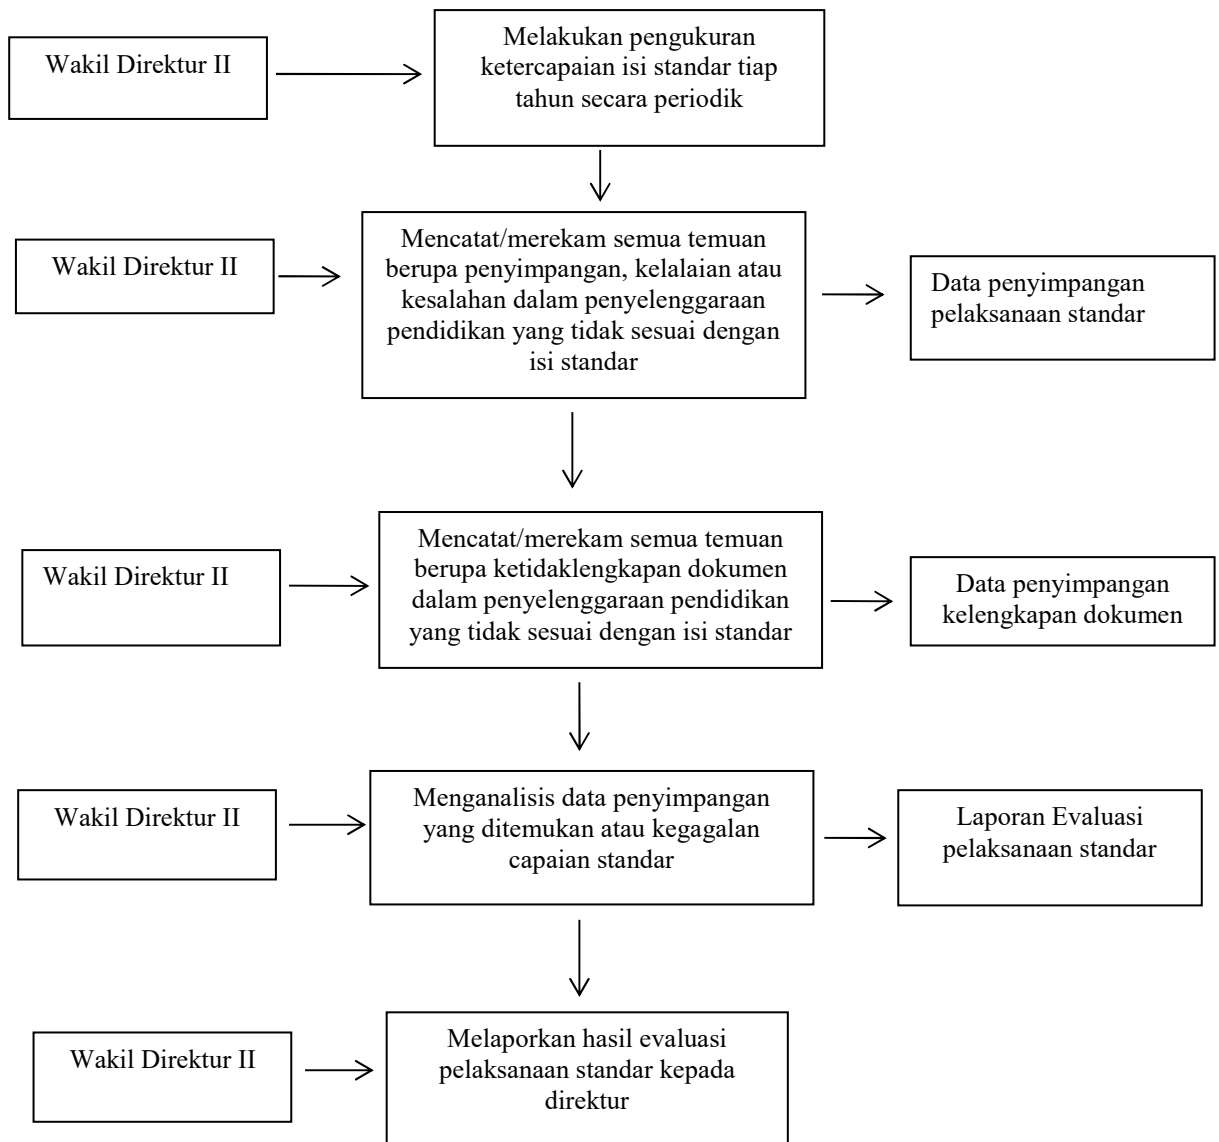 Wakil Direktur II
Melakukan pengukuran
ketercapaian isi standar tiap
tahun secara periodik
Wakil Direktur II
Mencatat/merekam semua temuan
berupa penyimpangan, kelalaian atau
kesalahan dalam penyelenggaraan
pendidikan yang tidak sesuai dengan
isi standar
Data penyimpangan
pelaksanaan standar
Wakil Direktur II
Mencatat/merekam semua temuan
berupa ketidaklengkapan dokumen
dalam penyelenggaraan pendidikan
yang tidak sesuai dengan isi standar
Data penyimpangan
kelengkapan dokumen
Wakil Direktur II
Menganalisis data penyimpangan
yang ditemukan atau kegagalan
capaian standar
Laporan Evaluasi
pelaksanaan standar
Wakil Direktur II
Melaporkan hasil evaluasi
pelaksanaan standar kepada
direktur